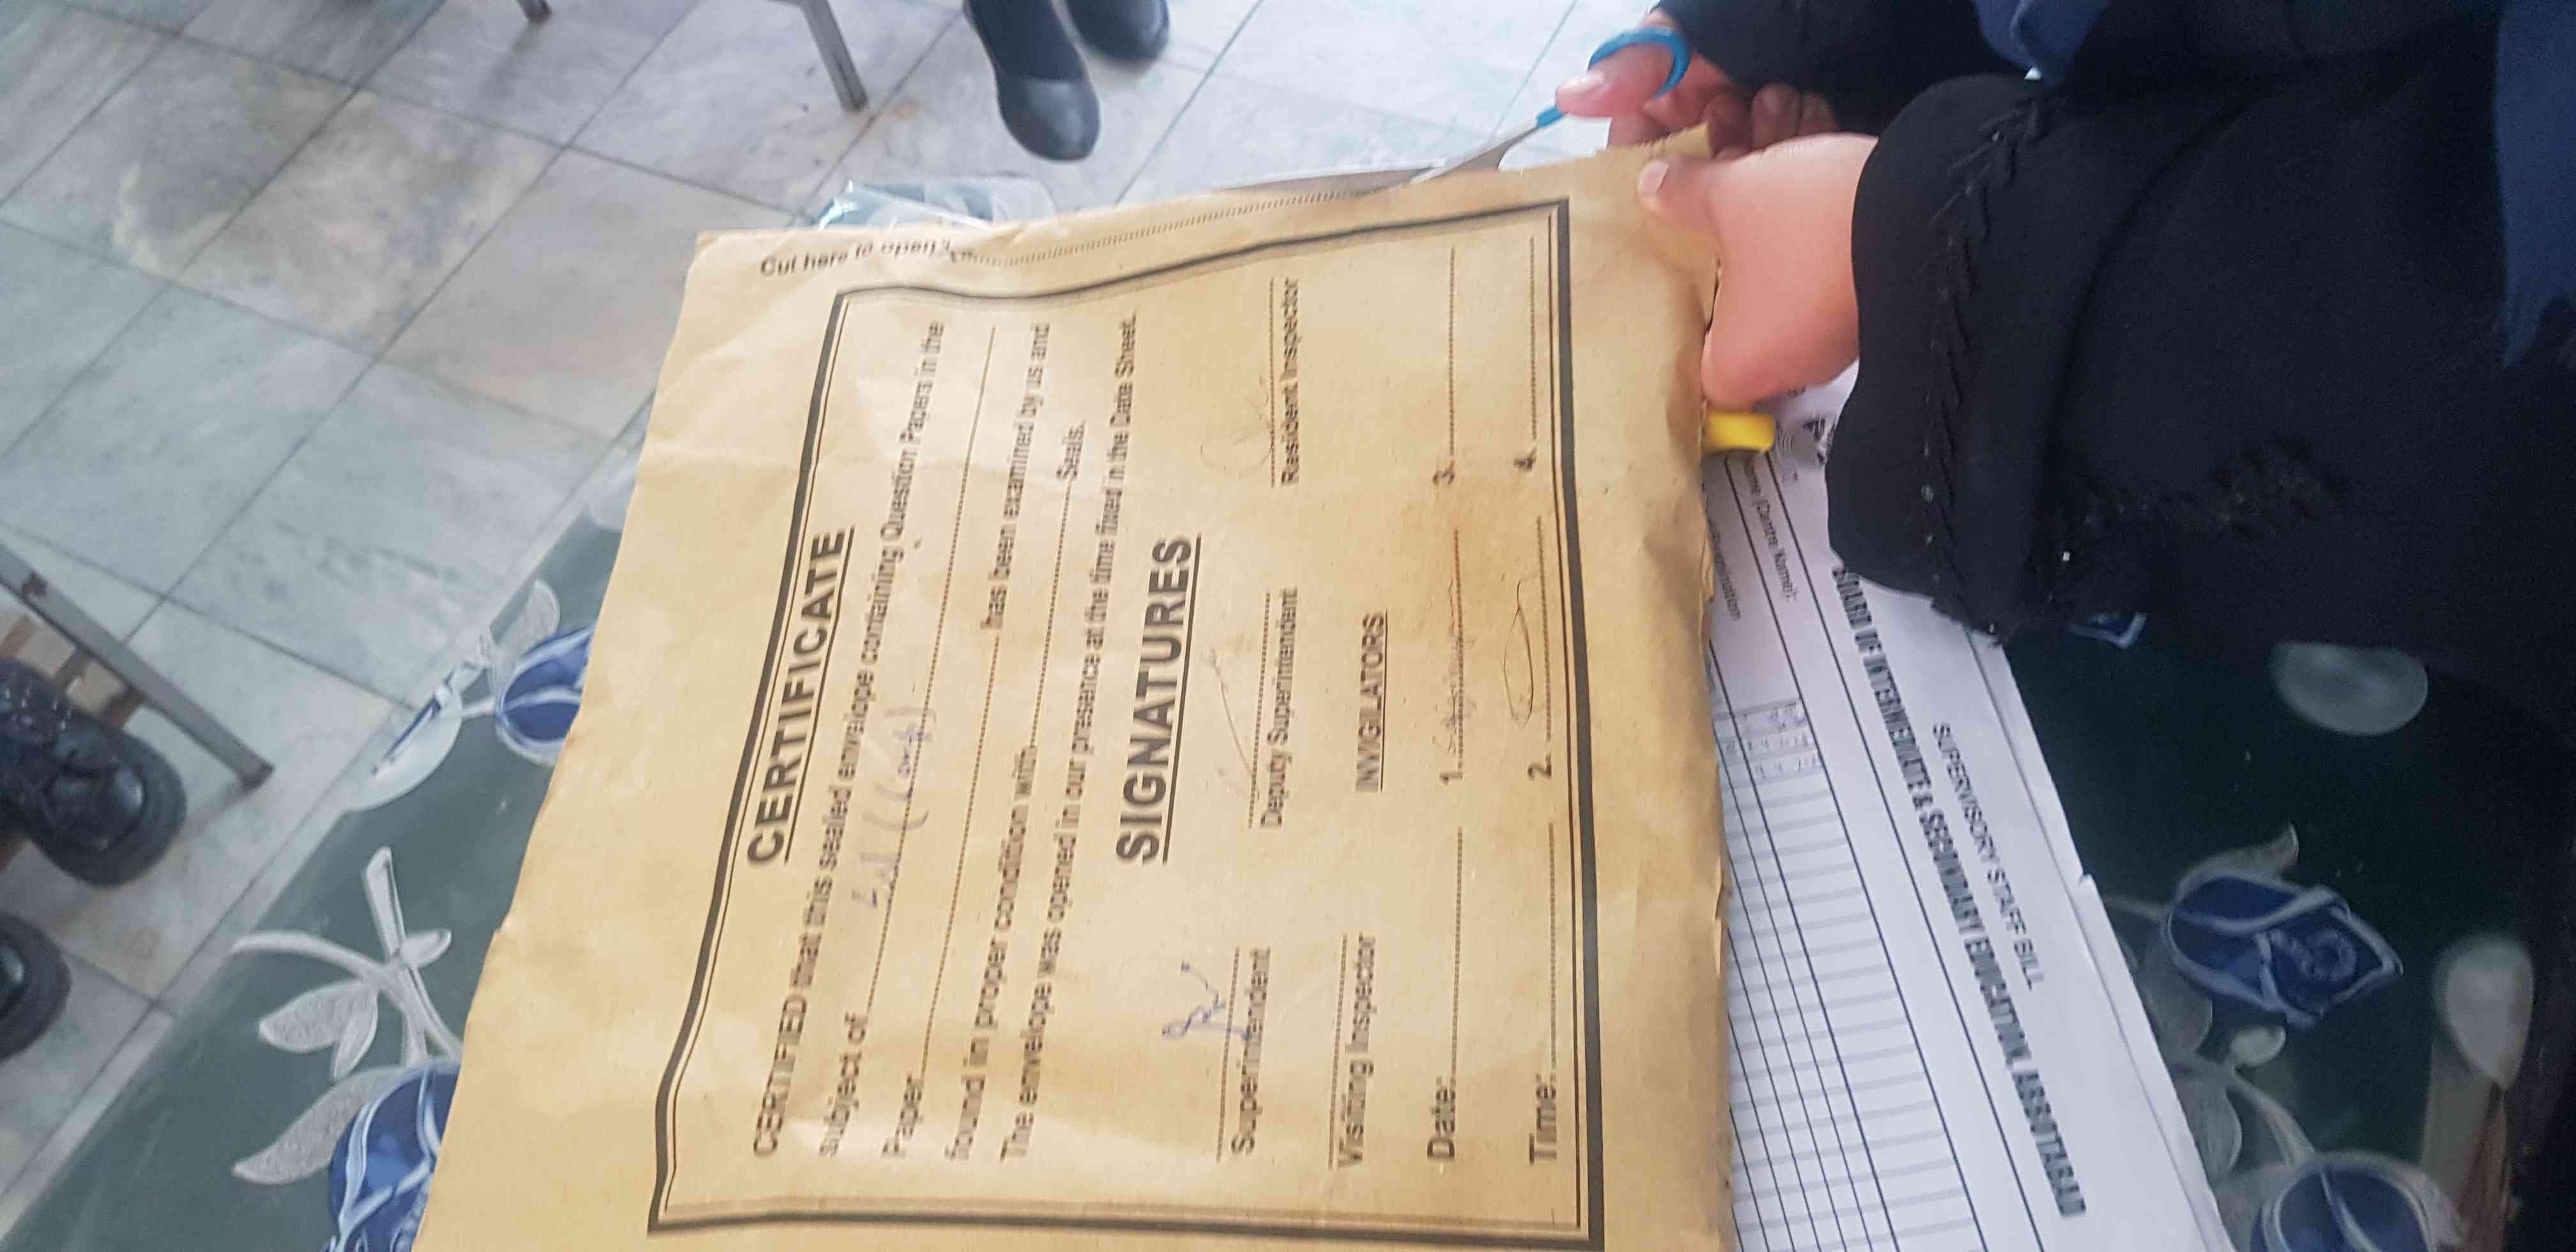 Cut here to open
CERTIFICATE
CERTIFIED that this sealed envelope containing Question Papers in the
subject of
Paper has been examined by us and
found in proper condition with Seals.
The envelope was opened in our presence at the time fixed in the Date Sheet.
SIGNATURES
Superintendent Deputy Superintendent Resident Inspector
Visiting Inspector INVIGILATORS
Date: 1. 3.
Time: 2. 4.
BOARD OF INTERMEDIATE & SECONDARY EDUCATION, ABBOTABAD
SUPERVISORY STAFF BILL
Name (Centre Name):